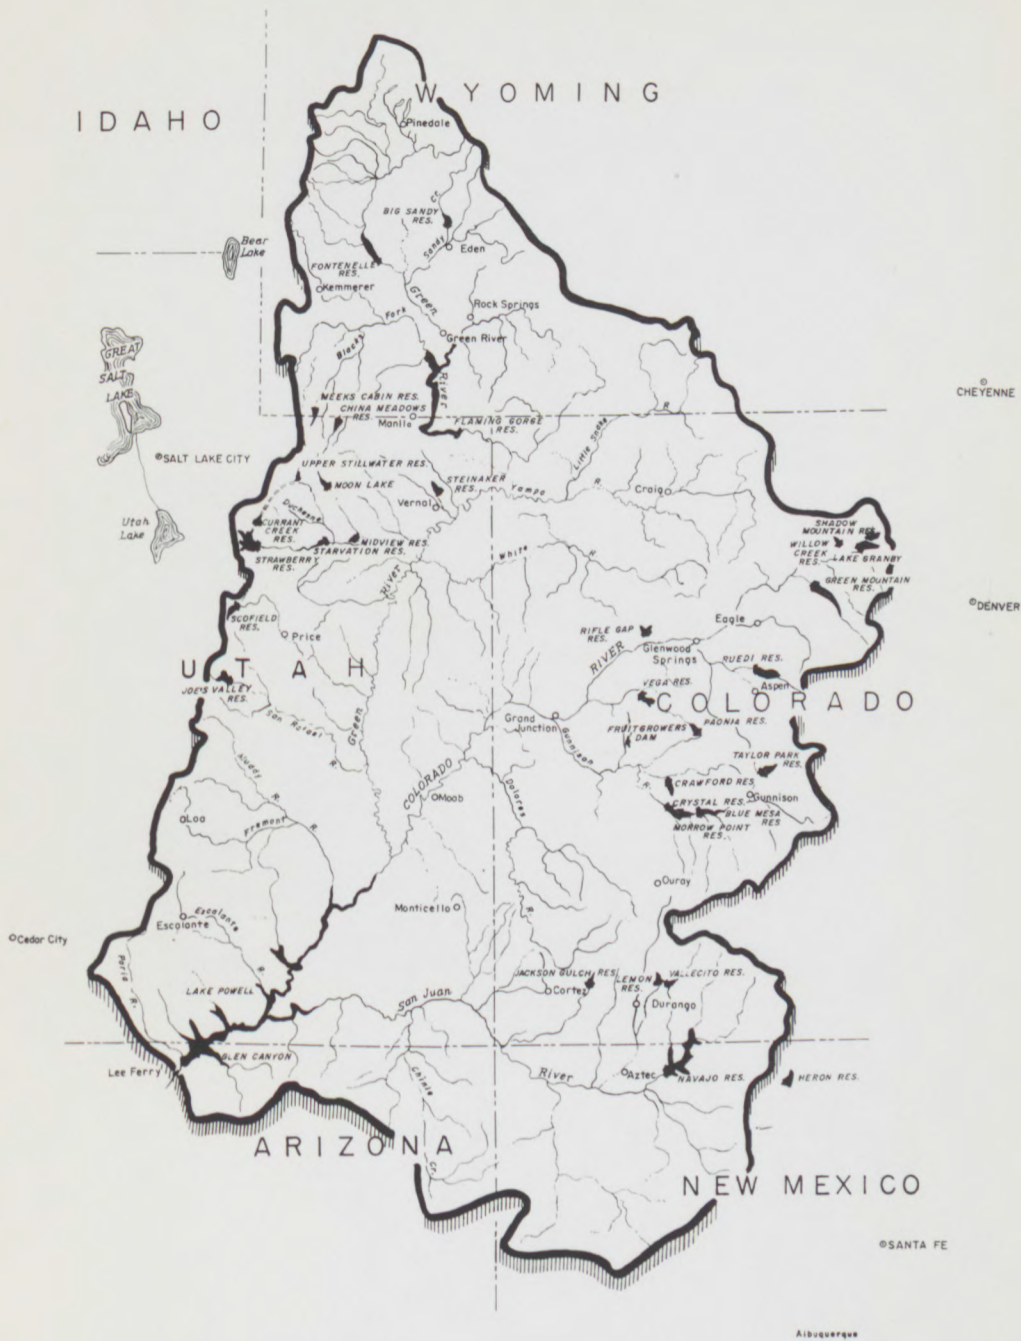 WYOMING
IDAHO
Pinedale
BIG SANDY
RES.
Sandy
Cr.
Eden
Bear
Lake
FONTENELLE
RES.
Kemmerer
Green
Rock Springs
Blacks
Fork
Green River
River
GREAT
SALT
LAKE
CHEYENNE
MEEKS CABIN RES.
CHINA MEADOWS
RES.
Manila
FLAMING GORGE
RES.
Little Snake
R.
SALT LAKE CITY
UPPER STILLWATER RES.
MOON LAKE
STEINAKER
RES.
Yampa
R.
Craig
Vernal
Duchesne
Utah
Lake
CURRANT
CREEK
RES.
MIDVIEW RES.
STARVATION RES.
STRAWBERRY
RES.
River
White
R.
SHADOW
MOUNTAIN RES.
WILLOW
CREEK
RES.
LAKE GRANBY
GREEN MOUNTAIN
RES.
DENVER
SCOFIELD
RES.
Price
RIFLE GAP
RES.
Eagle
Glenwood
Springs
RIVER
RUEDI RES.
UTAH
JOE'S VALLEY
RES.
VEGA RES.
Aspen
COLORADO
San Rafael
R.
Green
Grand
Junction
Gunnison
R.
FRUITGROWERS
DAM
PAONIA RES.
TAYLOR PARK
RES.
Muddy
R.
COLORADO
Moab
Dolores
R.
CRAWFORD RES.
CRYSTAL RES.
Gunnison
BLUE MESA
RES
MORROW POINT
RES.
Loa
Fremont
R.
Ouray
Monticello
Escalante
Escalante
R.
Cedar City
Paria
R.
LAKE POWELL
San Juan
JACKSON GULCH RES.
LEMON
RES.
VALLECITO RES.
Cortez
Durango
GLEN CANYON
Lee Ferry
Chinle
Cr.
River
Aztec
NAVAJO RES.
HERON RES.
ARIZONA
NEW MEXICO
SANTA FE
Albuquerque